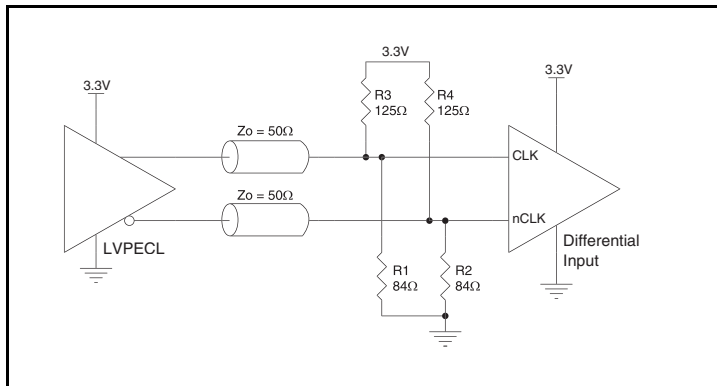 3.3V
3.3V
3.3V
R3
125Ω
R4
125Ω
Zo = 50Ω
CLK
Zo = 50Ω
nCLK
LVPECL
Differential
Input
R1
84Ω
R2
84Ω